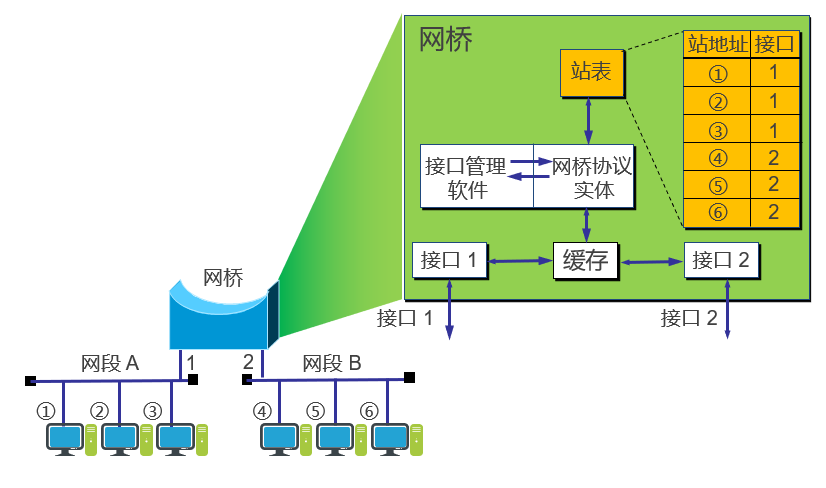 网桥
站表
站地址 接口
① 1
② 1
③ 1
④ 2
⑤ 2
⑥ 2
接口管理
软件
网桥协议
实体
接口 1
缓存
接口 2
接口 1
接口 2
网桥
网段 A
1
2
网段 B
①
②
③
④
⑤
⑥